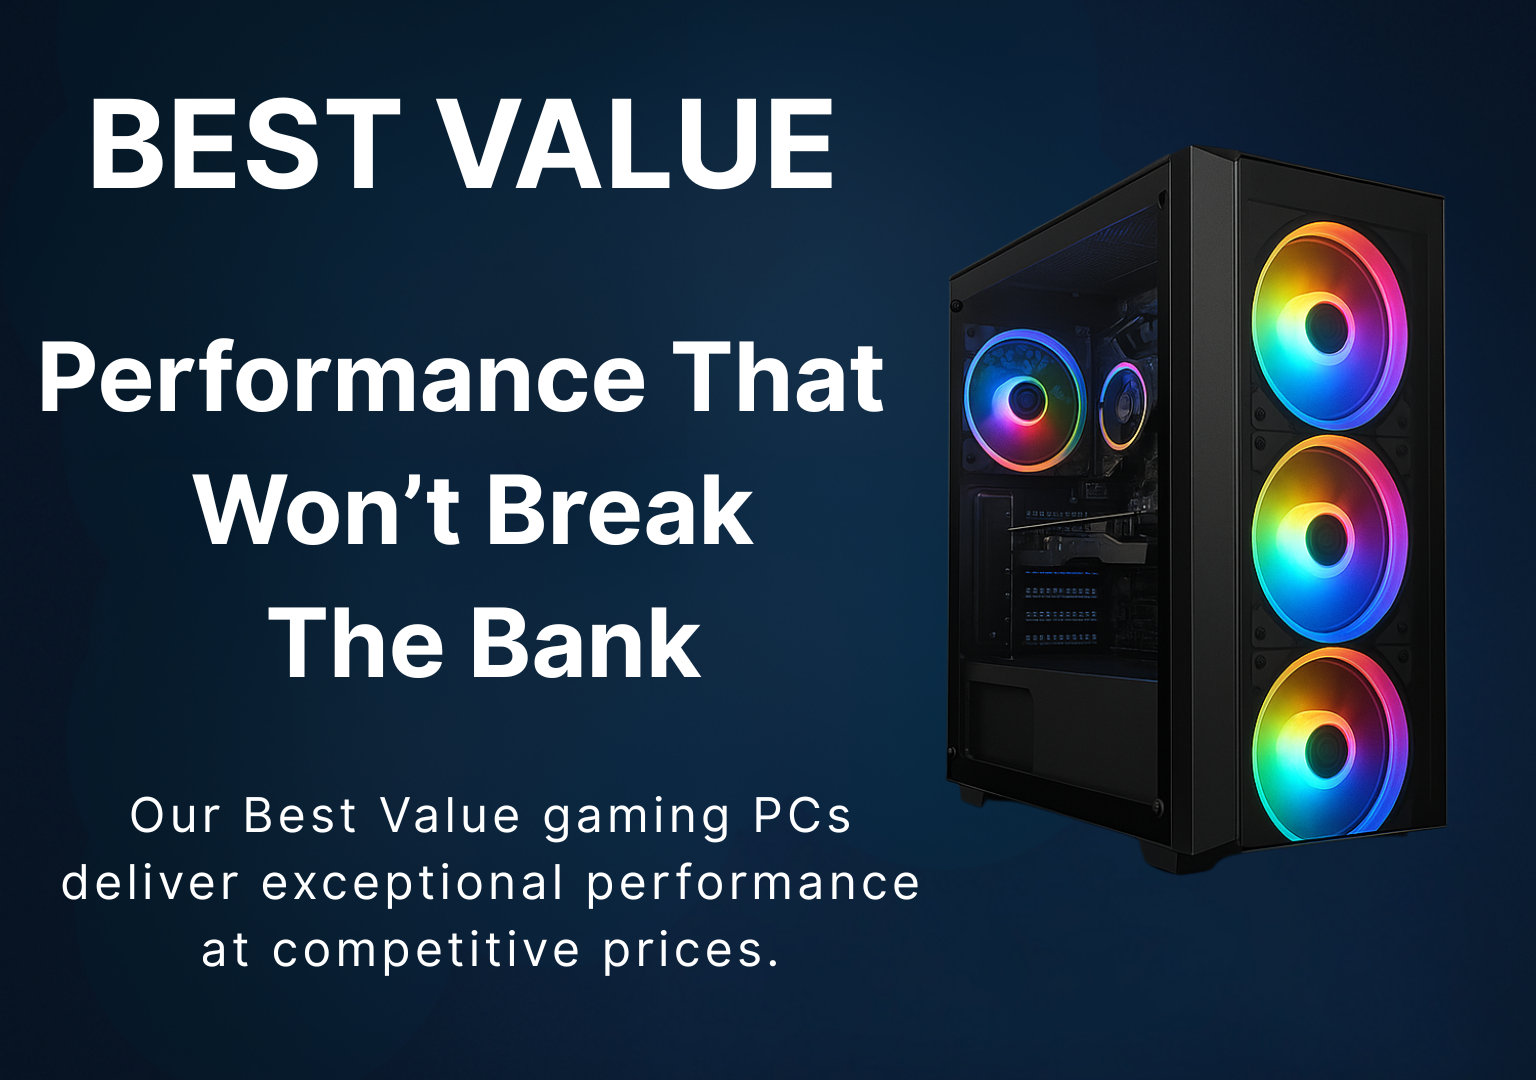 BEST VALUE
Performance That
Won’t Break
The Bank
Our Best Value gaming PCs
deliver exceptional performance
at competitive prices.